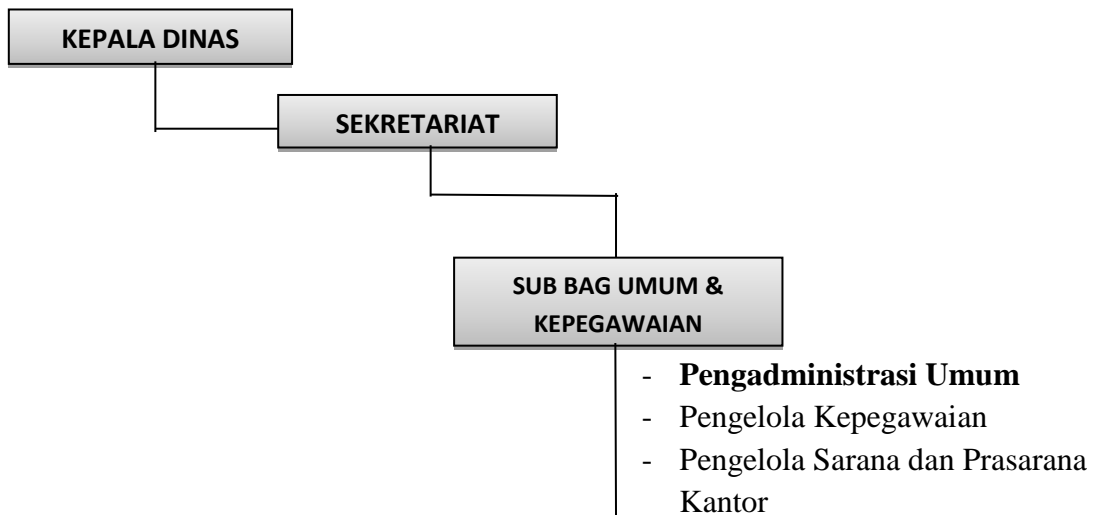 KEPALA DINAS
SEKRETARIAT
SUB BAG UMUM &
KEPEGAWAIAN
- Pengadministrasi Umum
- Pengelola Kepegawaian
- Pengelola Sarana dan Prasarana
Kantor